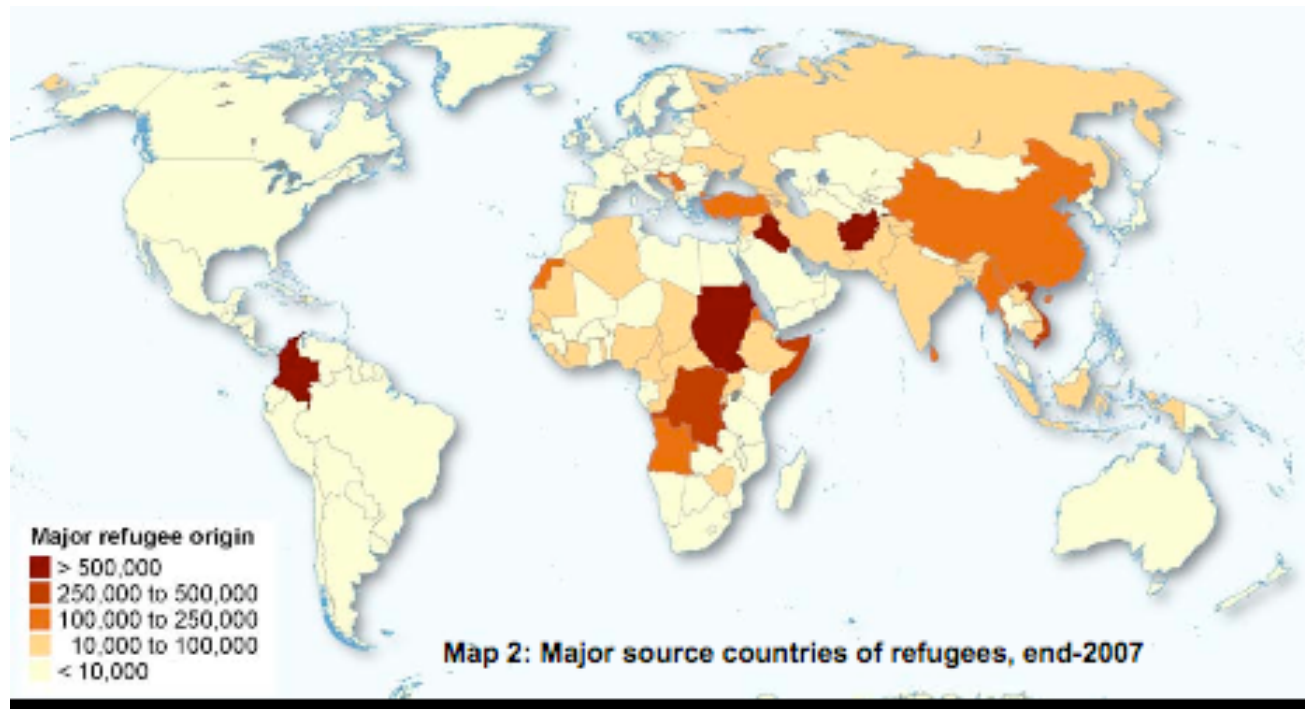 Major refugee origin
> 500,000
250,000 to 500,000
100,000 to 250,000
10,000 to 100,000
< 10,000
Map 2: Major source countries of refugees, end-2007